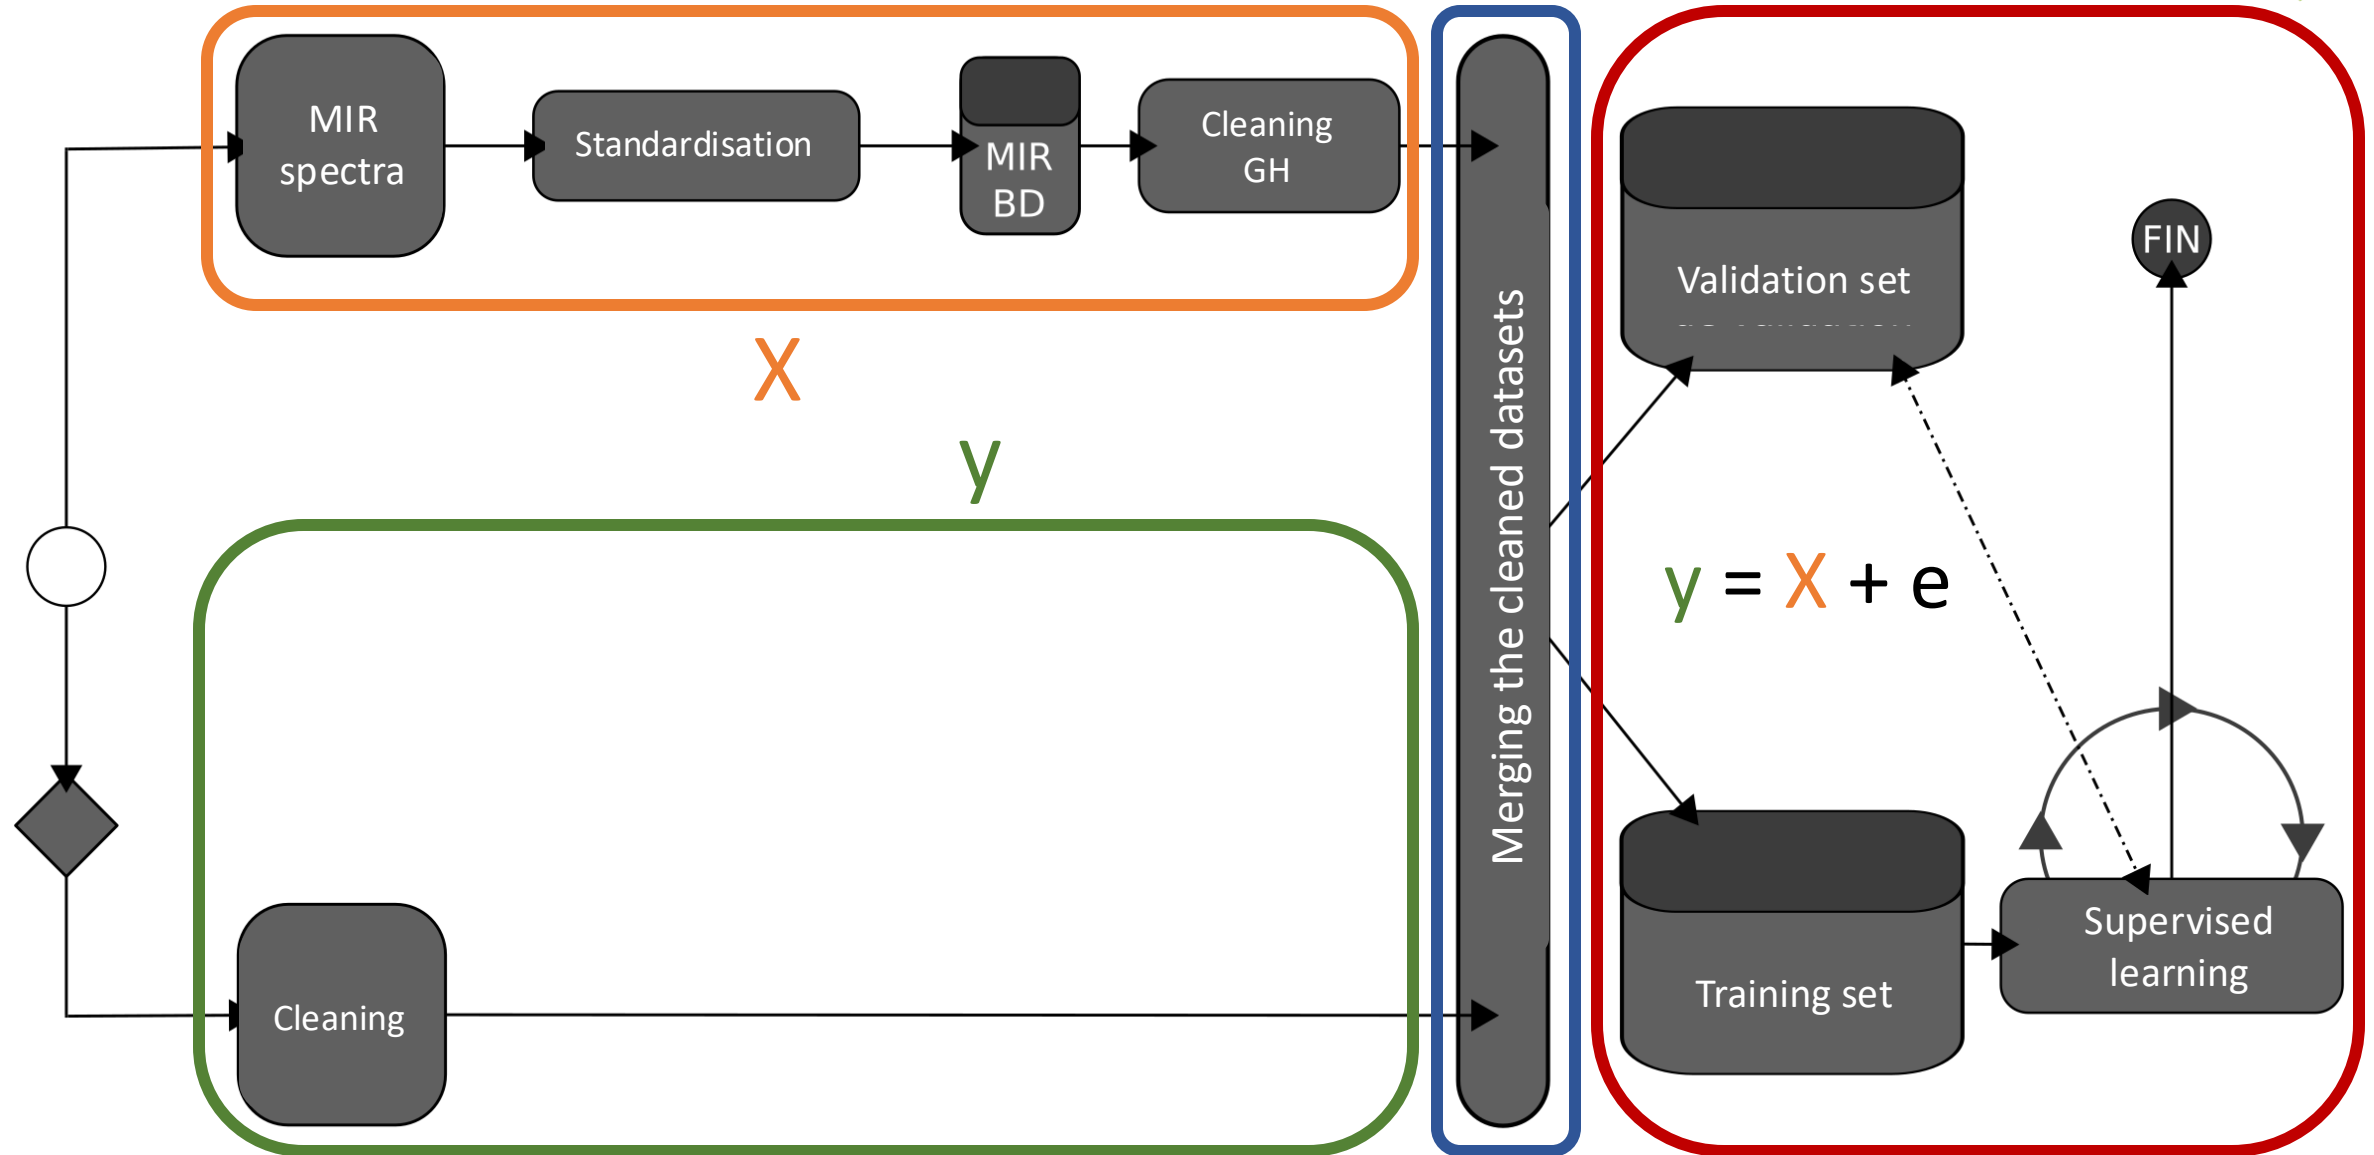 MIR
spectra
Standardisation
MIR
BD
Cleaning
GH
X
y
Cleaning
Merging the cleaned datasets
Validation set
FIN
y = X + e
Training set
Supervised
learning